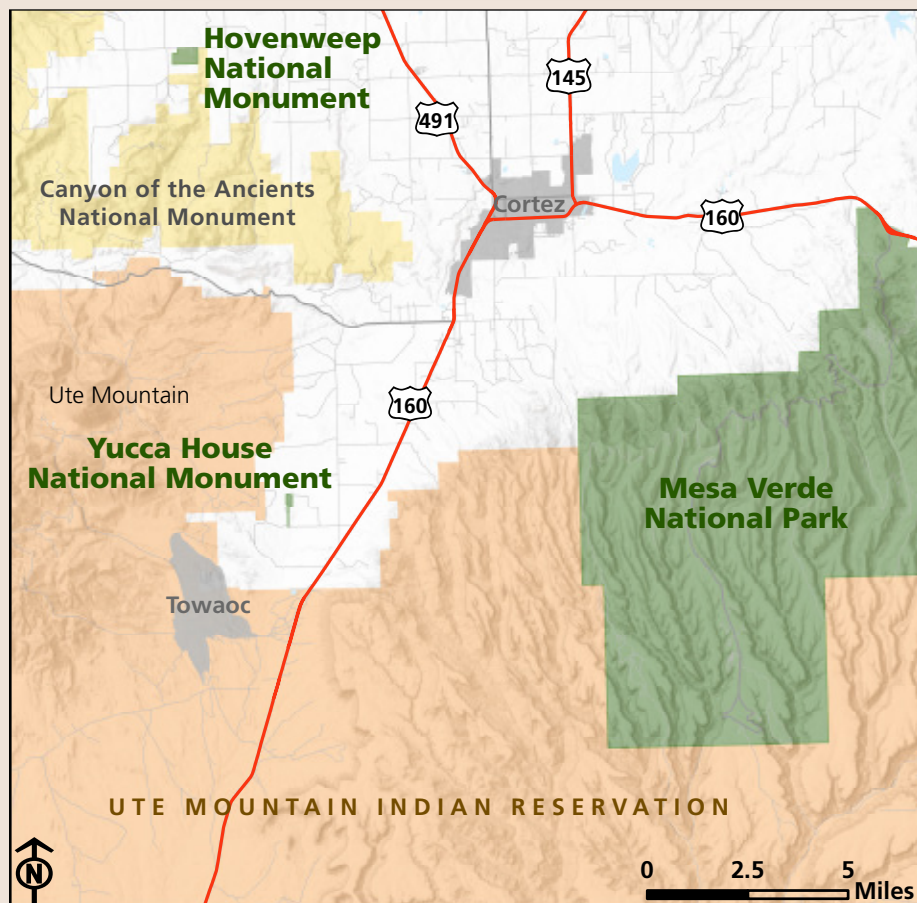 Hovenweep
National
Monument
145
491
Canyon of the Ancients
National Monument
Cortez
160
Ute Mountain
160
Yucca House
National Monument
Mesa Verde
National Park
Towaoc
UTE MOUNTAIN INDIAN RESERVATION
N
0 2.5 5
Miles